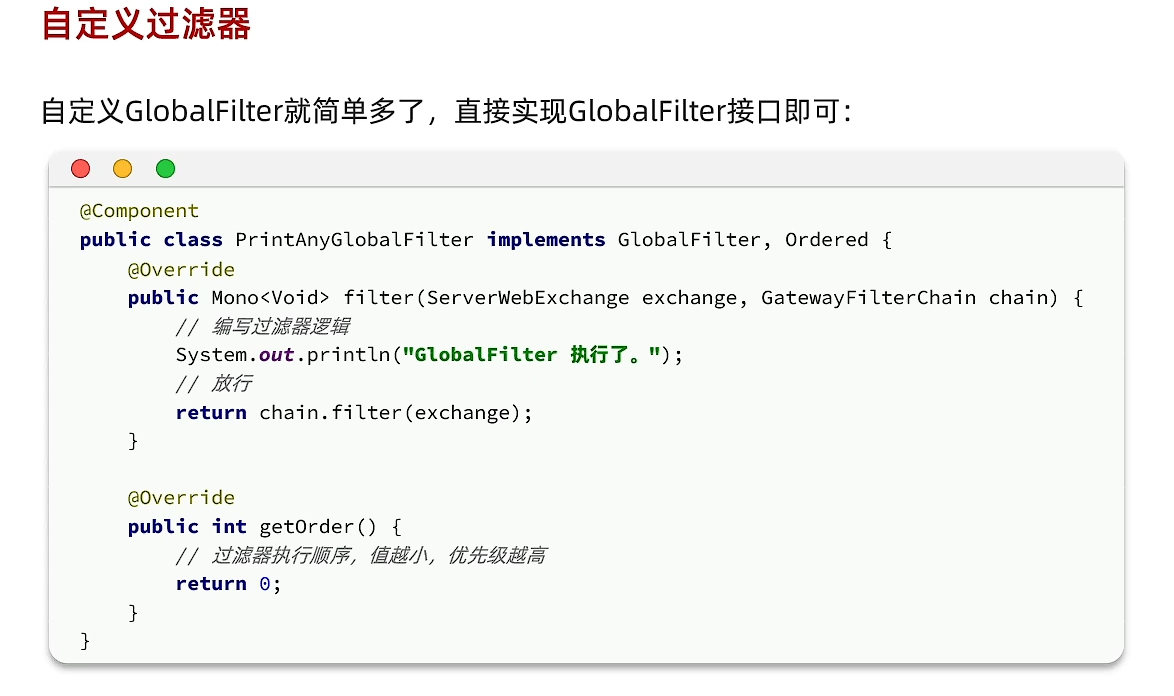 自定义过滤器
自定义GlobalFilter就简单多了，直接实现GlobalFilter接口即可：
@Component
public class PrintAnyGlobalFilter implements GlobalFilter, Ordered {
    @Override
    public Mono<Void> filter(ServerWebExchange exchange, GatewayFilterChain chain) {
        // 编写过滤器逻辑
        System.out.println("GlobalFilter 执行了。");
        // 放行
        return chain.filter(exchange);
    }

    @Override
    public int getOrder() {
        // 过滤器执行顺序，值越小，优先级越高
        return 0;
    }
}